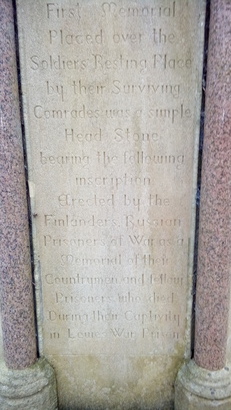 First Memorial
Placed over the
Soldiers Resting Place
by their Surviving
Comrades was a simple
Head Stone
bearing the following
inscription
Erected by the
Finlanders Russian
Prisoners of War as a
Memorial of their
Countrymen and fellow
Prisoners who died
During their Captivity
in Lewes War Prison